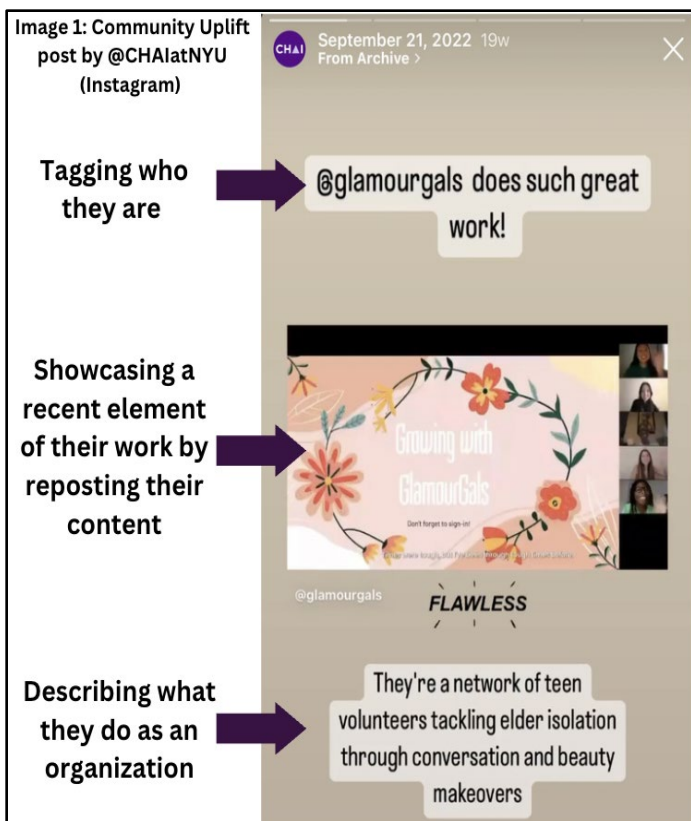 Image 1: Community Uplift
post by @CHAIatNYU
(Instagram)
CHAI
September 21, 2022 19w
From Archive >
Tagging who
they are
@glamourgals does such great
work!
Showcasing a
recent element
of their work by
reposting their
content
Growing with
GlamourGals
Don't forget to sign-in!
@glamourgals
FLAWLESS
Describing what
they do as an
organization
They're a network of teen
volunteers tackling elder isolation
through conversation and beauty
makeovers